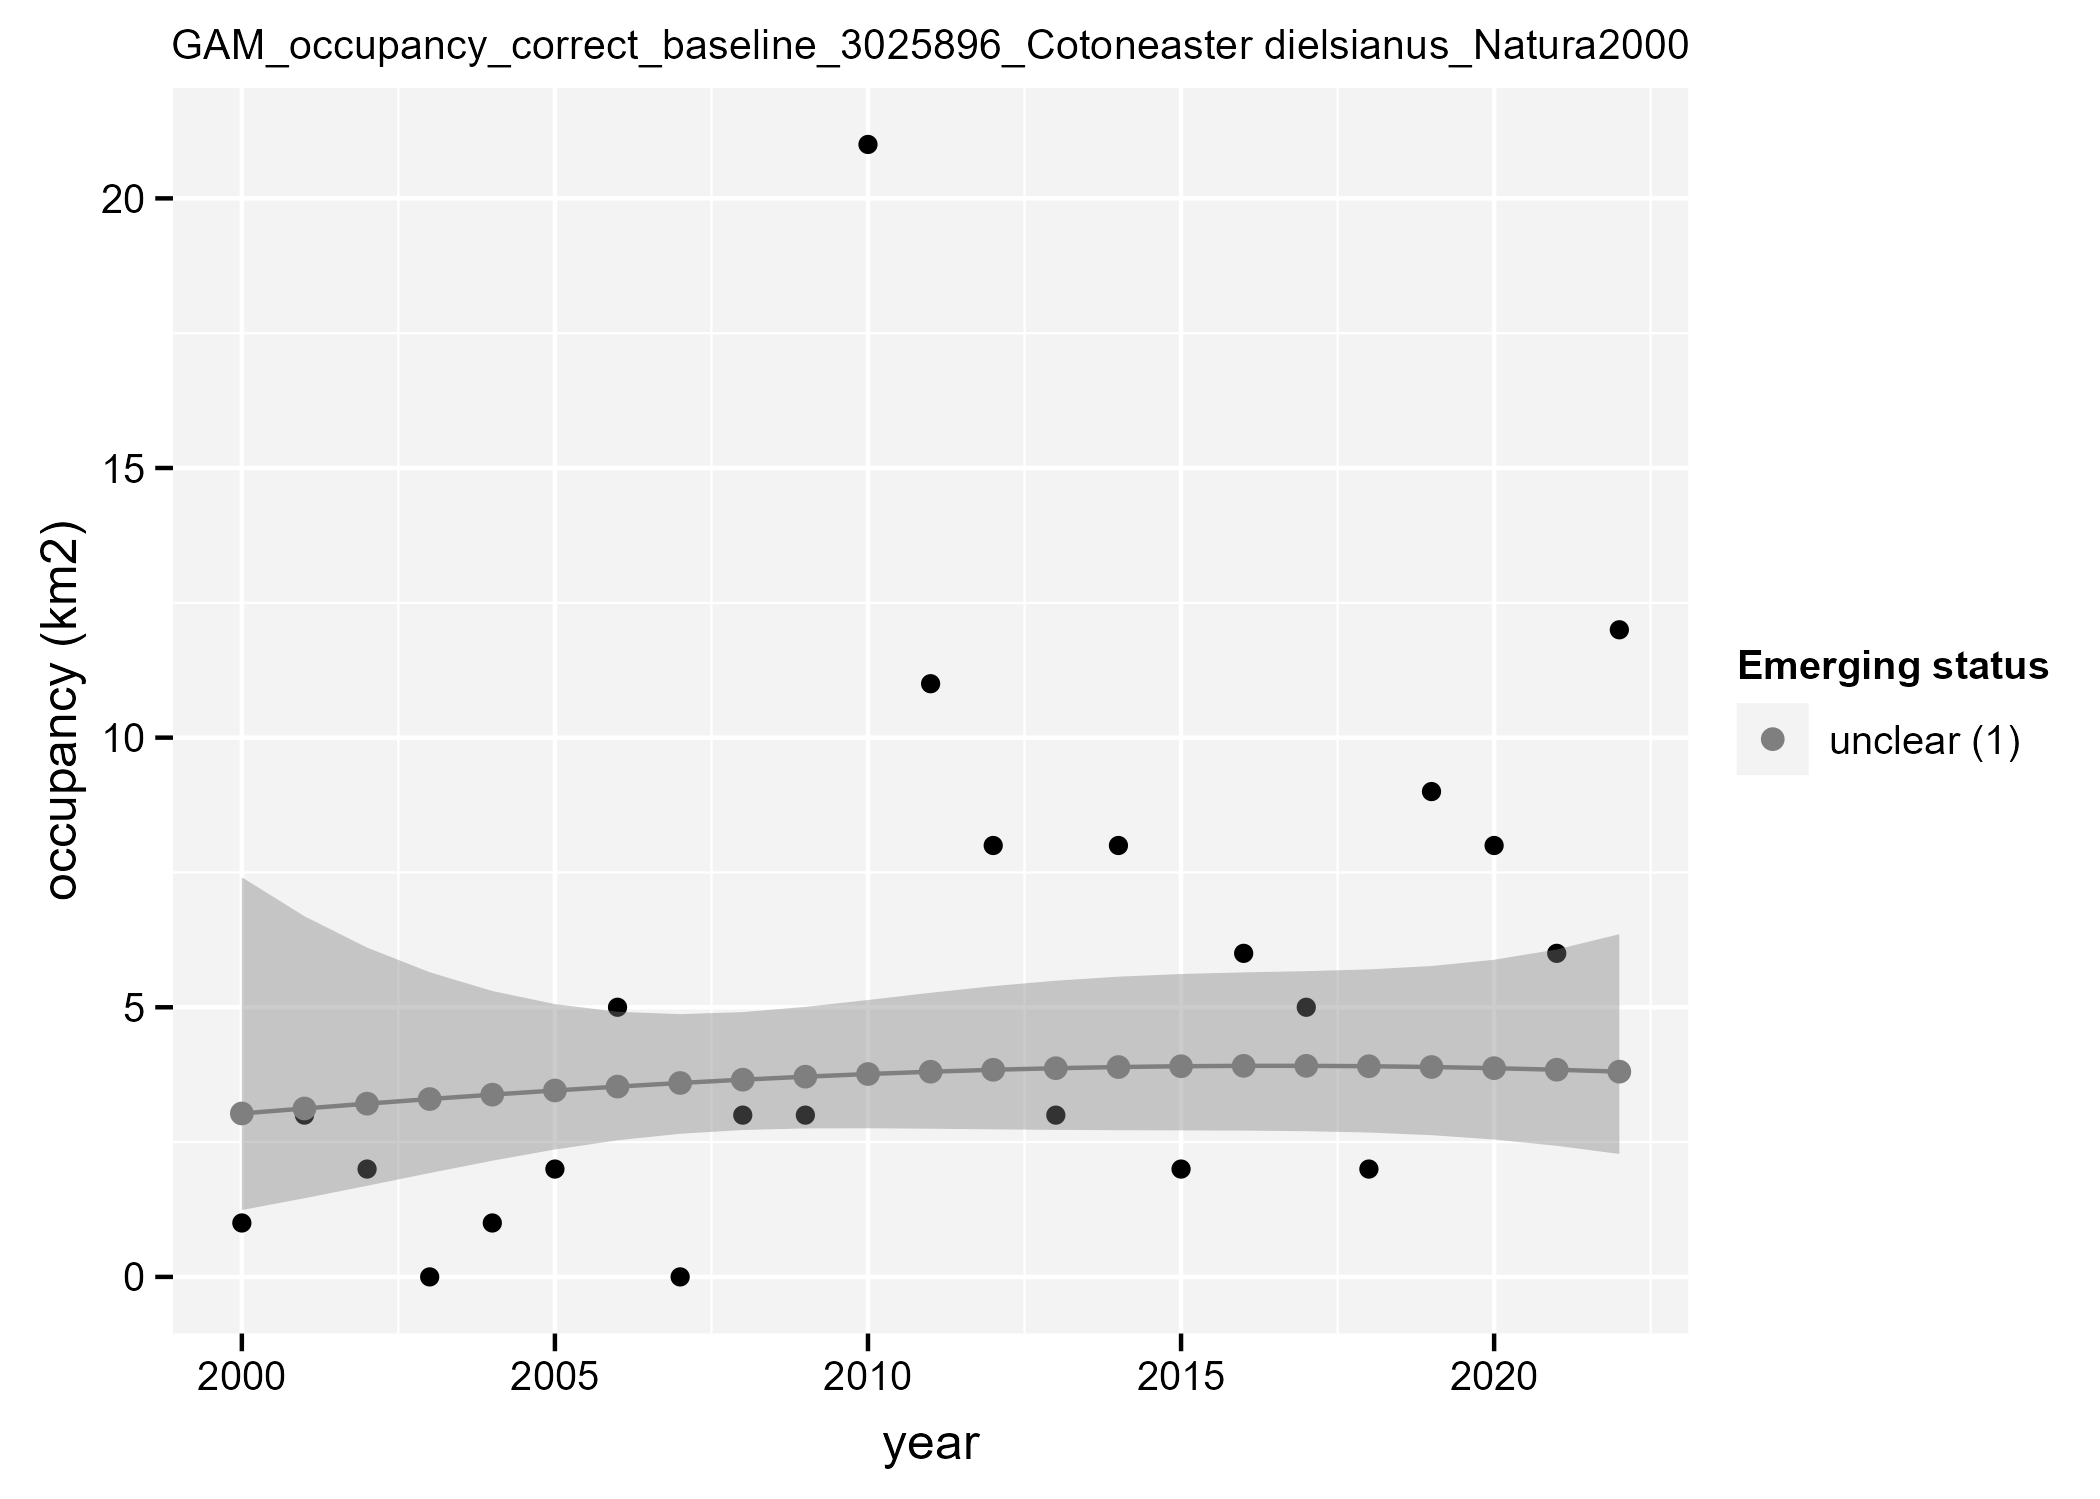 GAM_occupancy_correct_baseline_3025896_Cotoneaster dielsianus_Natura2000
occupancy (km2)
20
15
10
5
0
2000
2005
2010
2015
2020
year
Emerging status
unclear (1)